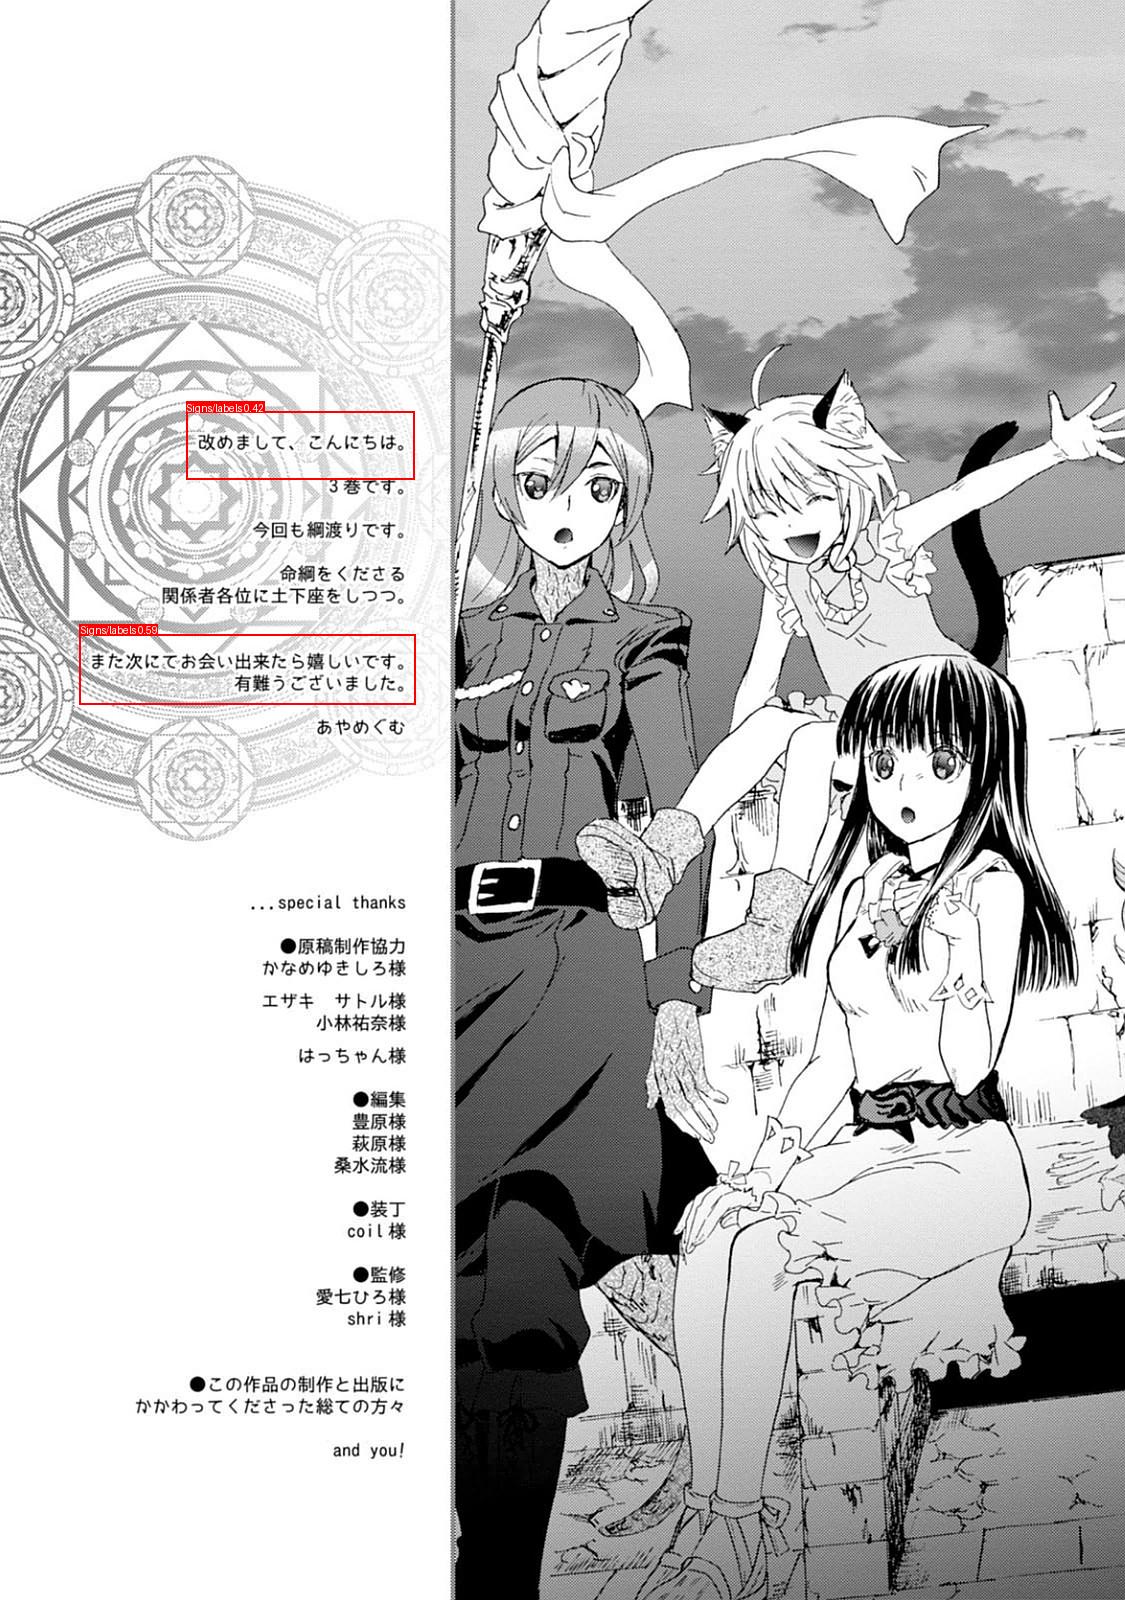 Signs/labels0.42
改めまして、こんにちは。
3巻です。
今回も綱渡りです。
命綱をくださる
関係者各位に土下座をしつつ。
Signs/labels0.59
また次にてお会い出来たら嬉しいです。
有難うございました。
あやめぐむ
...special thanks
●原稿制作協力
かなめゆきしろ様
エザキ　サトル様
小林祐奈様
はっちゃん様
●編集
豊原様
萩原様
桑水流様
●装丁
coil様
●監修
愛七ひろ様
shri様
●この作品の制作と出版に
かかわってくださった総ての方々
and you!